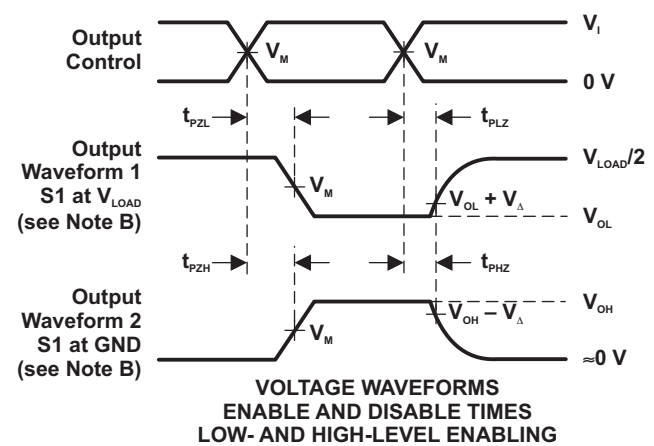 Output
Control
V_M
V_M
V_I
0 V
t_PZL
t_PLZ
Output
Waveform 1
S1 at V_LOAD
(see Note B)
V_M
V_LOAD/2
V_OL + V_Δ
V_OL
t_PZH
t_PHZ
Output
Waveform 2
S1 at GND
(see Note B)
V_M
V_OH
V_OH − V_Δ
≈0 V
VOLTAGE WAVEFORMS
ENABLE AND DISABLE TIMES
LOW- AND HIGH-LEVEL ENABLING